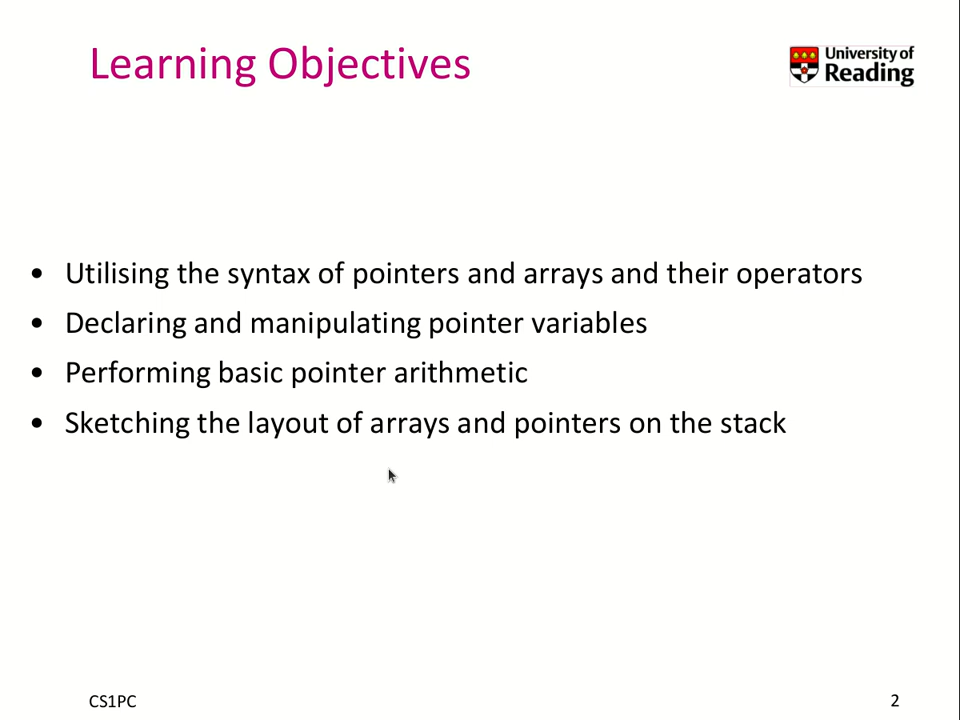 Learning Objectives
University of
Reading
• Utilising the syntax of pointers and arrays and their operators
• Declaring and manipulating pointer variables
• Performing basic pointer arithmetic
• Sketching the layout of arrays and pointers on the stack
CS1PC
2